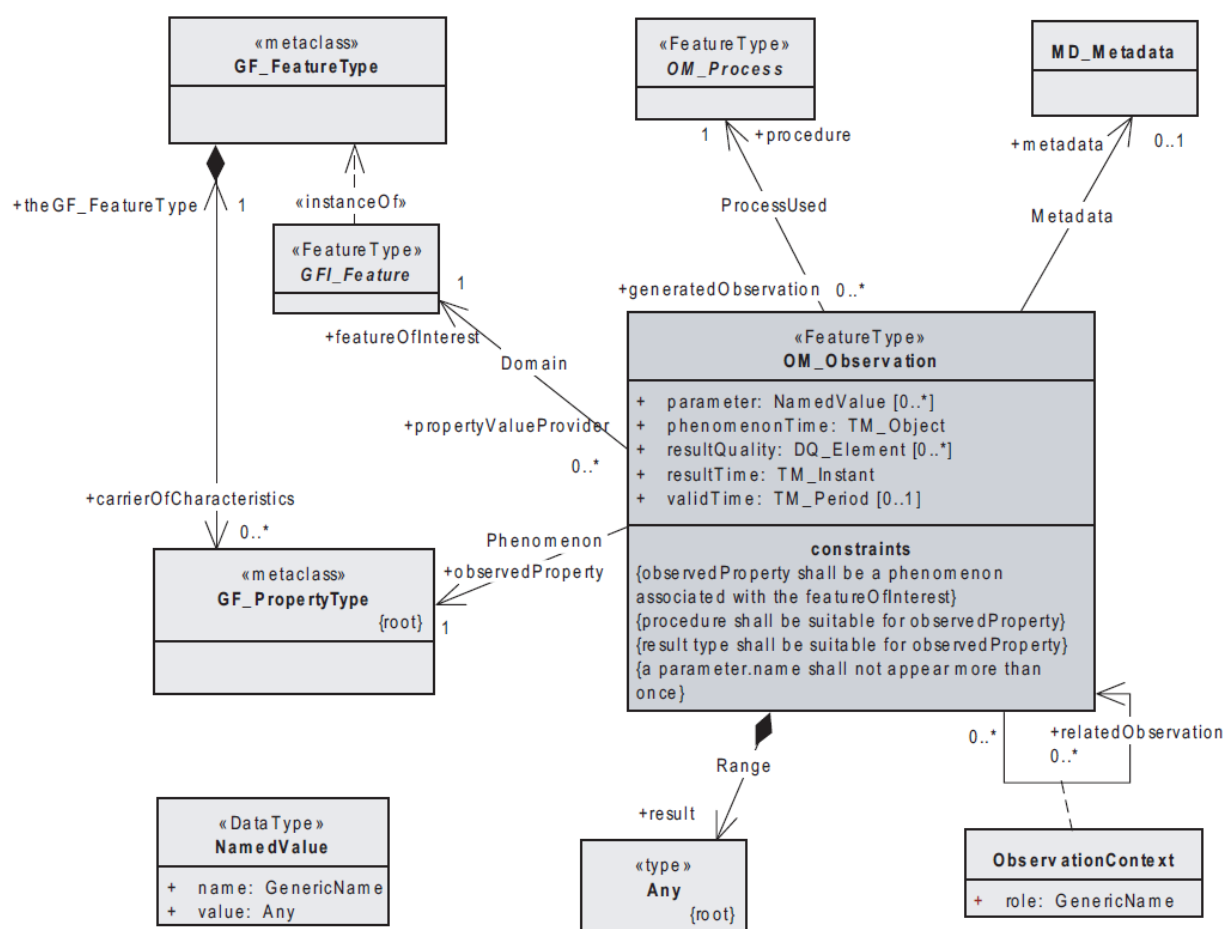 «metaclass»
GF_FeatureType
«FeatureType»
OM_Process
MD_Metadata
1
+procedure
+metadata
0..1
+theGF_FeatureType
1
«instanceOf»
ProcessUsed
Metadata
«FeatureType»
GFI_Feature
1
+generatedObservation
0..*
+featureOfInterest
Domain
+propertyValueProvider
0..*
«FeatureType»
OM_Observation
+ parameter: NamedValue [0..*]
+ phenomenonTime: TM_Object
+ resultQuality: DQ_Element [0..*]
+ resultTime: TM_Instant
+ validTime: TM_Period [0..1]
constraints
{observedProperty shall be a phenomenon
associated with the featureOfInterest}
{procedure shall be suitable for observedProperty}
{result type shall be suitable for observedProperty}
{a parameter.name shall not appear more than
once}
+carrierOfCharacteristics
0..*
Phenomenon
+observedProperty
1
«metaclass»
GF_PropertyType
{root}
0..*
+relatedObservation
0..*
Range
+result
«DataType»
NamedValue
+ name: GenericName
+ value: Any
«type»
Any
{root}
ObservationContext
+ role: GenericName